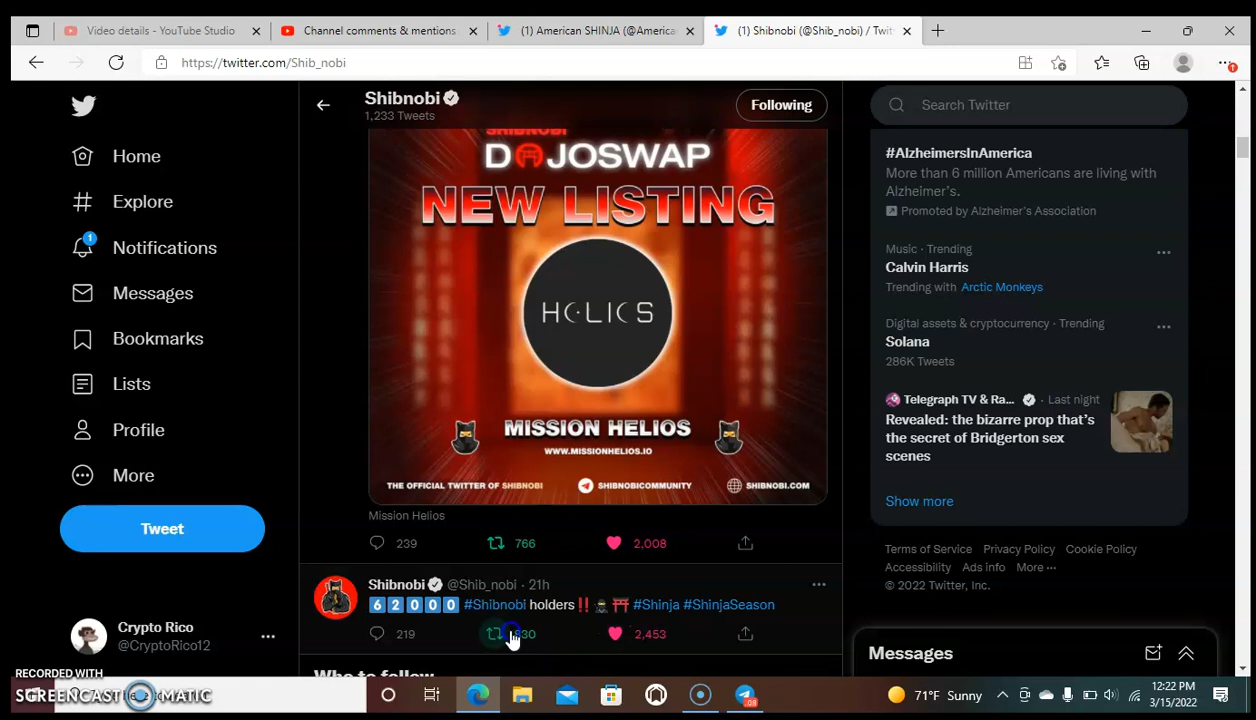 Video details - YouTube Studio
Channel comments & mentions
(1) American SHINJA (@America
(1) Shibnobi (@Shib_nobi) / Twit
https://twitter.com/Shib_nobi
Shibnobi
1,233 Tweets
Following
Search Twitter
Home
Explore
1
Notifications
Messages
Bookmarks
Lists
Profile
More
Tweet
Crypto Rico
@CryptoRico12
SHIBNOBI
DOJOSWAP
NEW LISTING
HELIOS
MISSION HELIOS
WWW.MISSIONHELIOS.IO
THE OFFICIAL TWITTER OF SHIBNOBI
SHIBNOBICOMMUNITY
SHIBNOBI.COM
Mission Helios
239 766 2,008
Shibnobi @Shib_nobi · 21h
62000 #Shibnobi holders‼️ #Shinja #ShinjaSeason
219 2,453
Who to follow
#AlzheimersInAmerica
More than 6 million Americans are living with
Alzheimer's.
Promoted by Alzheimer's Association
Music · Trending
Calvin Harris
Trending with Arctic Monkeys
Digital assets & cryptocurrency · Trending
Solana
286K Tweets
Telegraph TV & Ra... · Last night
Revealed: the bizarre prop that's
the secret of Bridgerton sex
scenes
Show more
Terms of Service Privacy Policy Cookie Policy
Accessibility Ads info More
© 2022 Twitter, Inc.
Messages
RECORDED WITH
SCREENCAST MATIC
71°F Sunny
12:22 PM
3/15/2022